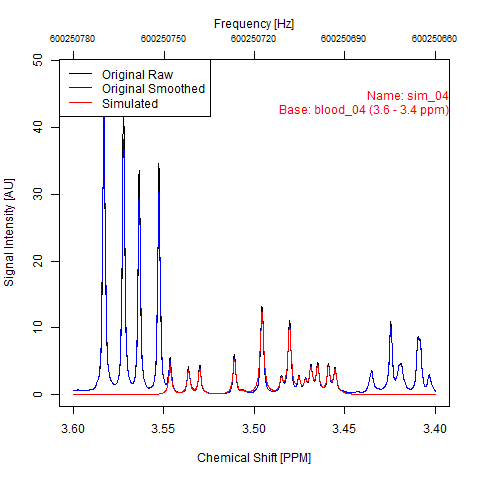 Frequency [Hz]
600250780 600250740 600250720 600250690 600250660
Original Raw
Original Smoothed
Simulated
Name: sim_04
Base: blood_04 (3.6 - 3.4 ppm)
Signal Intensity [AU]
50
40
30
20
10
0
3.60 3.55 3.50 3.45 3.40
Chemical Shift [PPM]